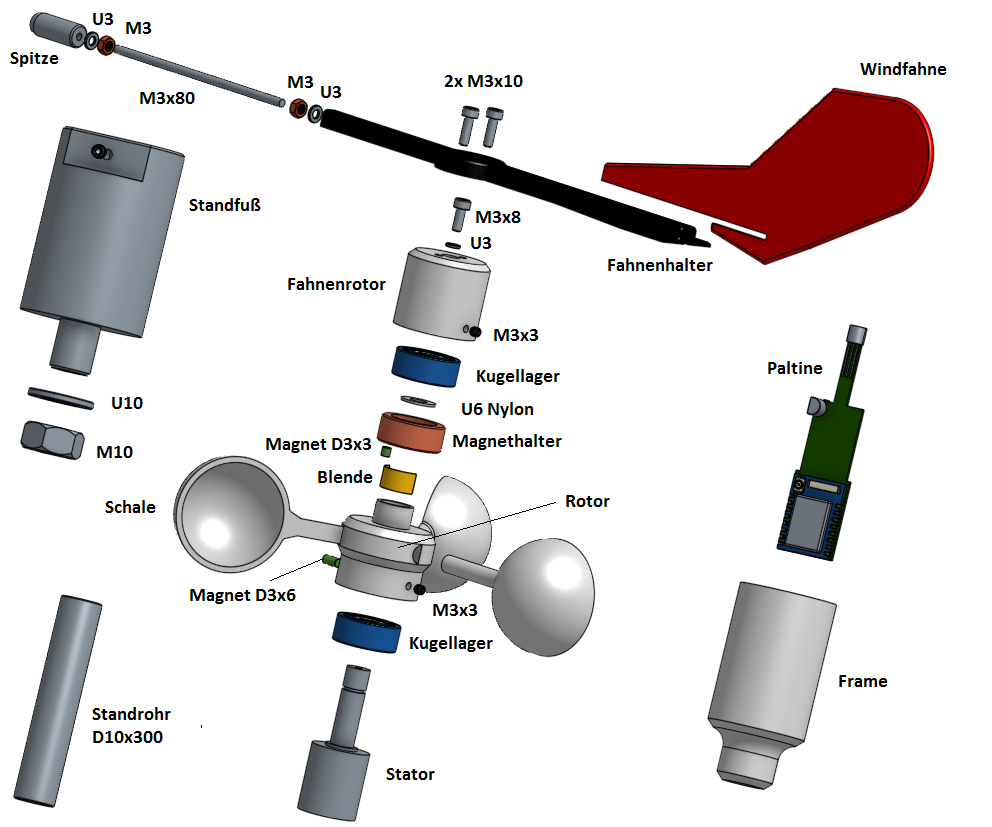 U3
M3
Spitze
M3x80
M3
U3
2x M3x10
Windfahne
Standfuß
M3x8
U3
Fahnenhalter
Fahnenrotor
M3x3
Kugellager
Paltine
U10
U6 Nylon
Magnethalter
Magnet D3x3
M10
Blende
Schale
Rotor
Magnet D3x6
M3x3
Kugellager
Frame
Standrohr
D10x300
Stator